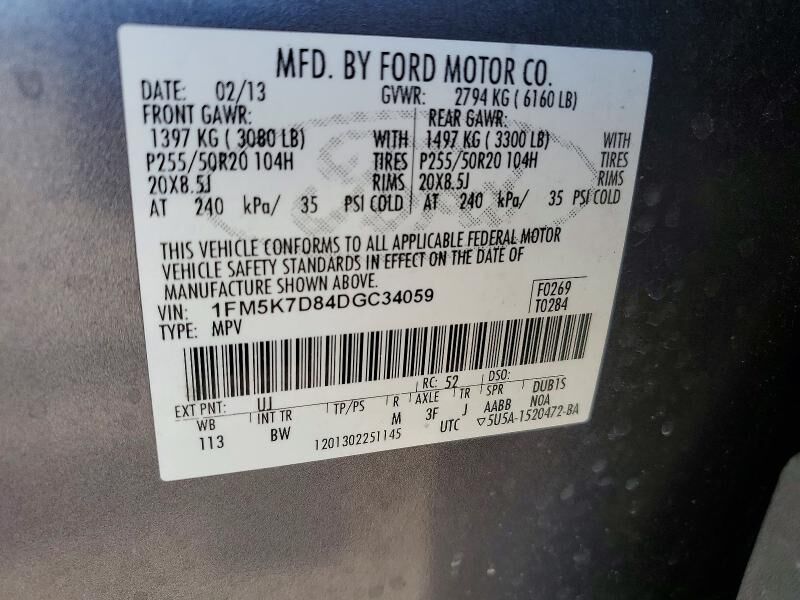 MFD. BY FORD MOTOR CO.
DATE: 02/13 GVWR: 2794 KG ( 6160 LB)
FRONT GAWR: REAR GAWR:
1397 KG ( 3080 LB) WITH 1497 KG ( 3300 LB) WITH
P255/50R20 104H TIRES P255/50R20 104H TIRES
20X8.5J RIMS 20X8.5J RIMS
AT 240 kPa/ 35 PSI COLD AT 240 kPa/ 35 PSI COLD
THIS VEHICLE CONFORMS TO ALL APPLICABLE FEDERAL MOTOR
VEHICLE SAFETY STANDARDS IN EFFECT ON THE DATE OF
MANUFACTURE SHOWN ABOVE.
VIN: 1FM5K7D84DGC34059 F0269
TYPE: MPV T0284
EXT PNT: UJ RC: 52 DSO:
WB INT TR TP/PS R AXLE TR SPR DUB1S
113 BW M 3F J AABB NOA
1201302251145 UTC ▽5U5A-1520472-BA